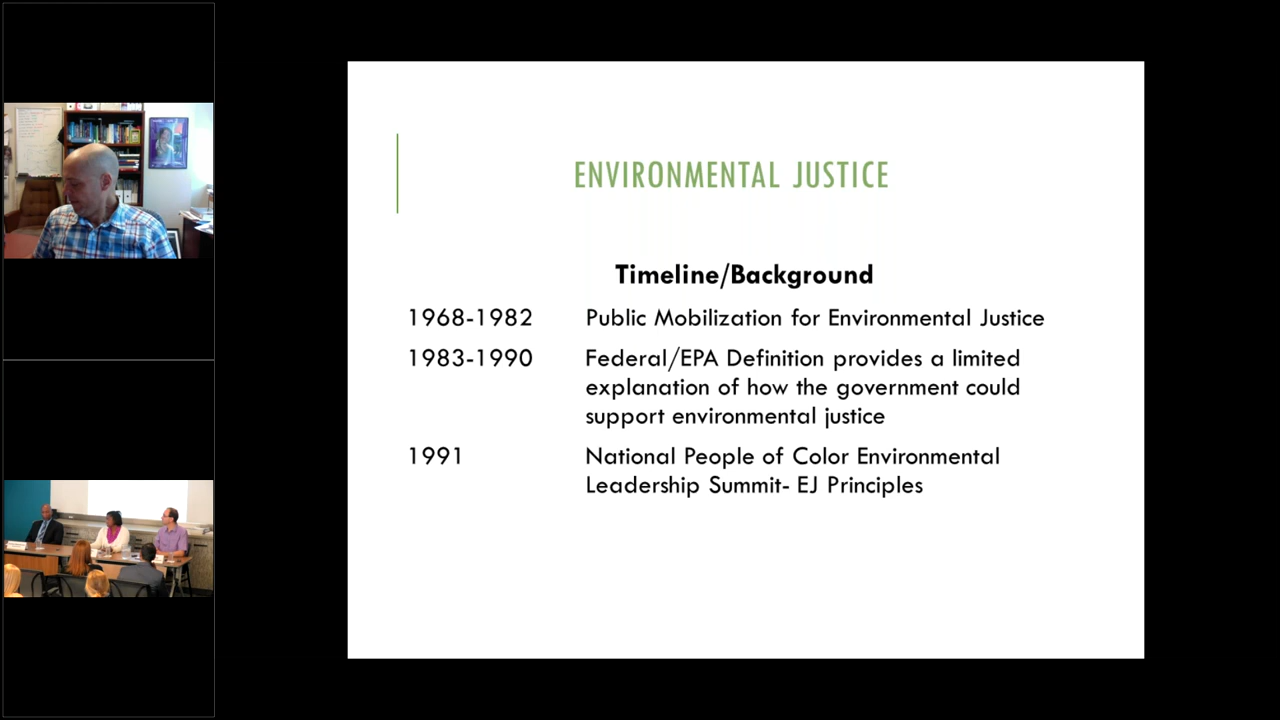 ENVIRONMENTAL JUSTICE
Timeline/Background
1968-1982 Public Mobilization for Environmental Justice
1983-1990 Federal/EPA Definition provides a limited
explanation of how the government could
support environmental justice
1991 National People of Color Environmental
Leadership Summit- EJ Principles